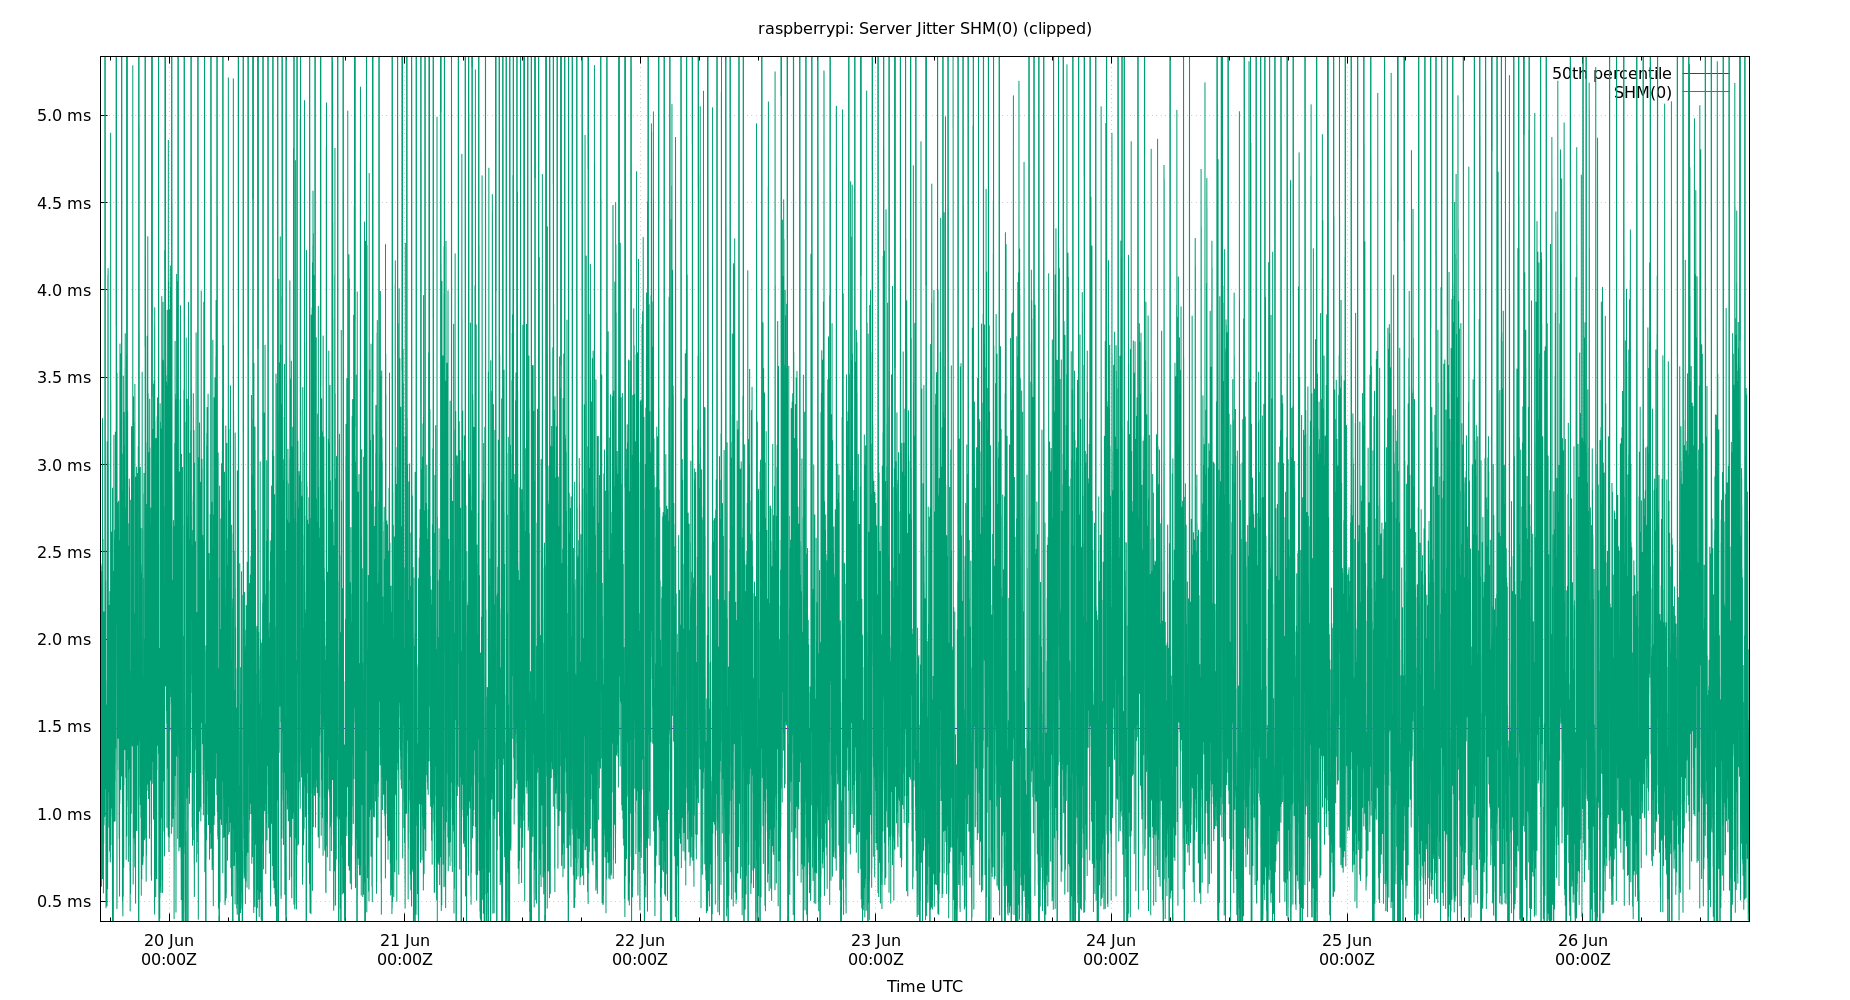 raspberrypi: Server Jitter SHM(0) (clipped)
50th percentile
SHM(0)
5.0 ms
4.5 ms
4.0 ms
3.5 ms
3.0 ms
2.5 ms
2.0 ms
1.5 ms
1.0 ms
0.5 ms
20 Jun 21 Jun 22 Jun 23 Jun 24 Jun 25 Jun 26 Jun
00:00Z 00:00Z 00:00Z 00:00Z 00:00Z 00:00Z 00:00Z
Time UTC